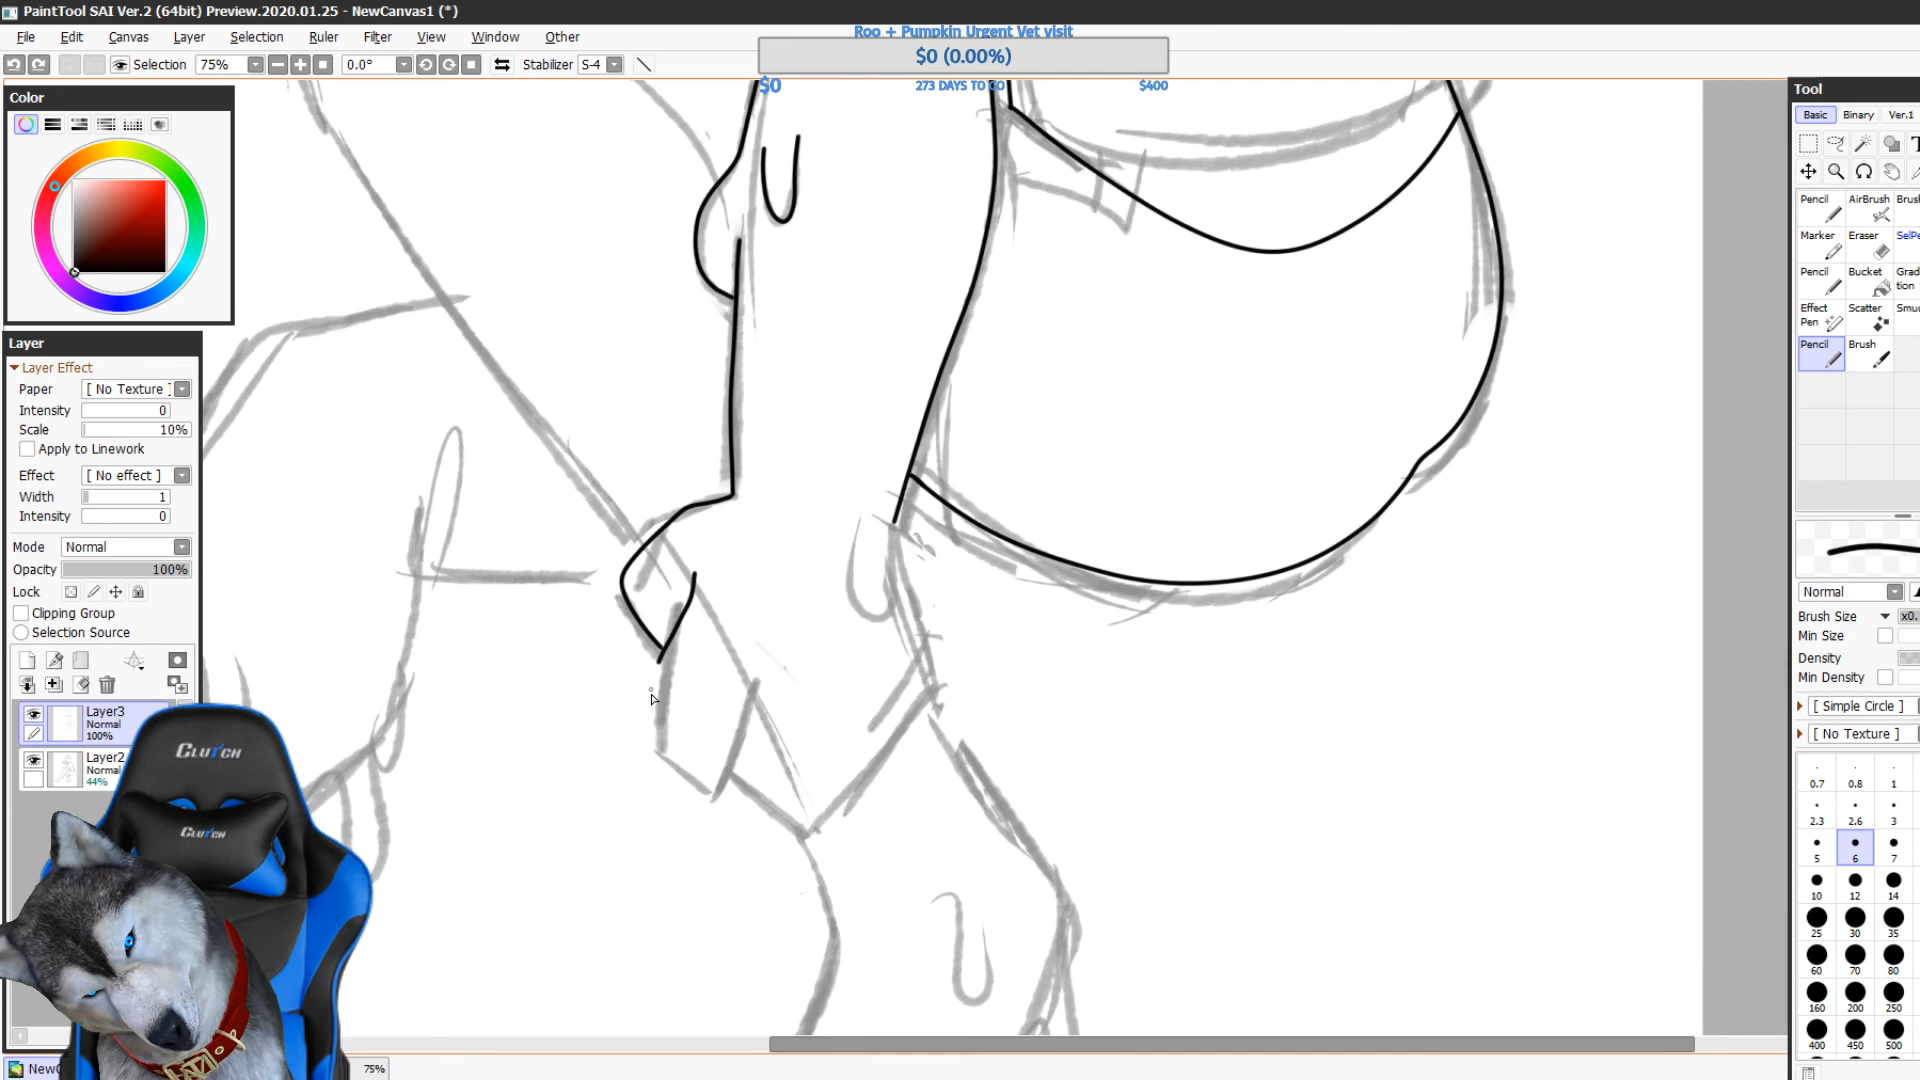 PaintTool SAI Ver.2 (64bit) Preview.2020.01.25 - NewCanvas1 (*)
File Edit Canvas Layer Selection Ruler Filter View Window Other
Roo + Pumpkin Urgent Vet visit
$0 (0.00%)
$0 273 DAYS TO GO $400
Selection 75% 0.0° Stabilizer S-4
Color
Layer
Layer Effect
Paper [ No Texture ]
Intensity 0
Scale 10%
Apply to Linework
Effect [ No effect ]
Width 1
Intensity 0
Mode Normal
Opacity 100%
Lock
Clipping Group
Selection Source
Layer3
Normal
100%
Layer2
Normal
44%
CLUTCH
CLUTCH
75%
Tool
Basic Binary Ver.1
Pencil AirBrush
Marker Eraser
Pencil Bucket
Effect Pen Scatter
Pencil Brush
Normal
Brush Size x0.
Min Size
Density
Min Density
[ Simple Circle ]
[ No Texture ]
0.7 0.8 1
2.3 2.6 3
5 6 7
10 12 14
25 30 35
60 70 80
160 200 250
400 450 500